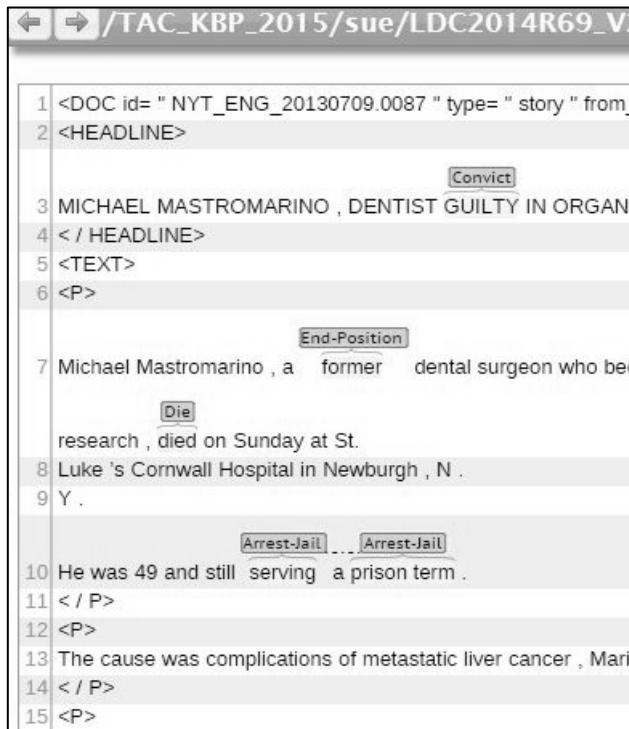 /TAC_KBP_2015/sue/LDC2014R69_V
1 <DOC id= " NYT_ENG_20130709.0087 " type= " story " from_
2 <HEADLINE>
Convict
3 MICHAEL MASTROMARINO , DENTIST GUILTY IN ORGAN
4 < / HEADLINE>
5 <TEXT>
6 <P>
End-Position
7 Michael Mastromarino , a former dental surgeon who be
Die
research , died on Sunday at St.
8 Luke 's Cornwall Hospital in Newburgh , N .
9 Y .
Arrest-Jail Arrest-Jail
10 He was 49 and still serving a prison term .
11 < / P>
12 <P>
13 The cause was complications of metastatic liver cancer , Mari
14 < / P>
15 <P>